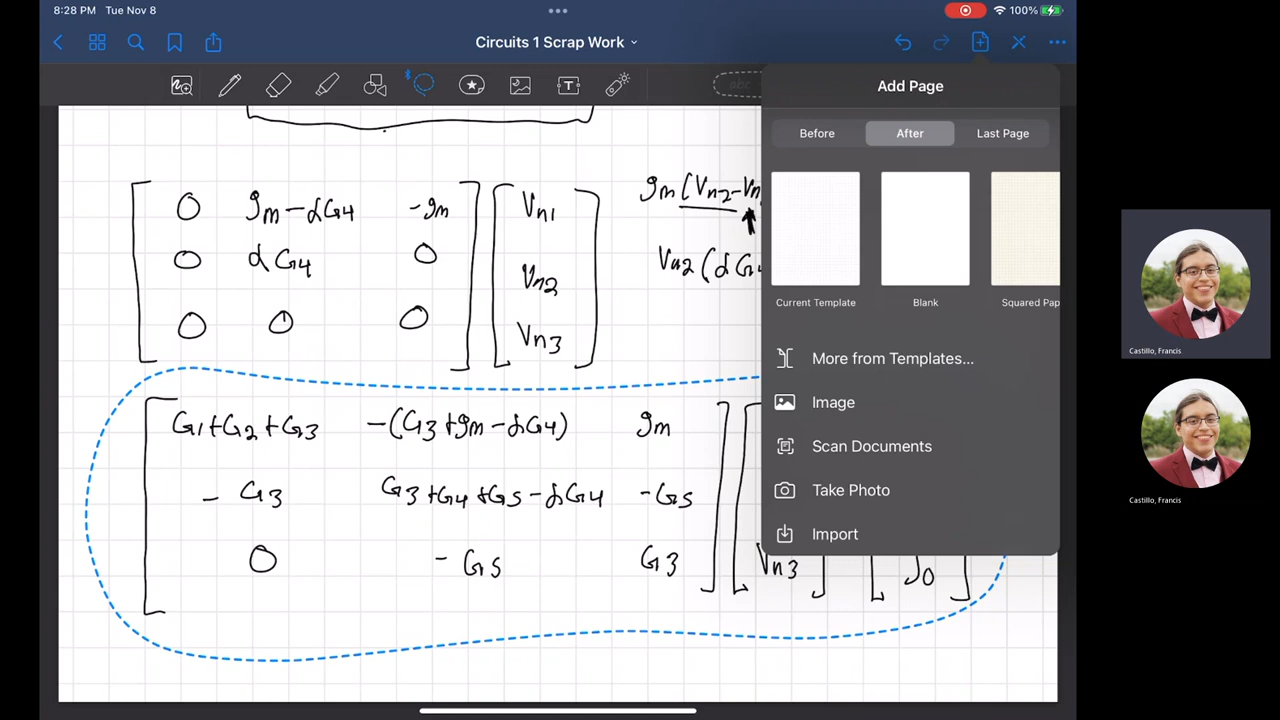 8:28 PM Tue Nov 8
100%
Circuits 1 Scrap Work
Add Page
Before After Last Page
Current Template
Blank
Squared Pap
More from Templates...
Image
Scan Documents
Take Photo
Import
0 gm-αG4 -gm Vn1 gm(Vn2-Vn
0 αG4 0 Vn2 Vn2(αG4
0 0 0 Vn3
G1+G2+G3 -(G3+gm-αG4) gm
-G3 G3+G4+G5-αG4 -G5
0 -G5 G3 Vn3 J0
Castillo, Francis
Castillo, Francis